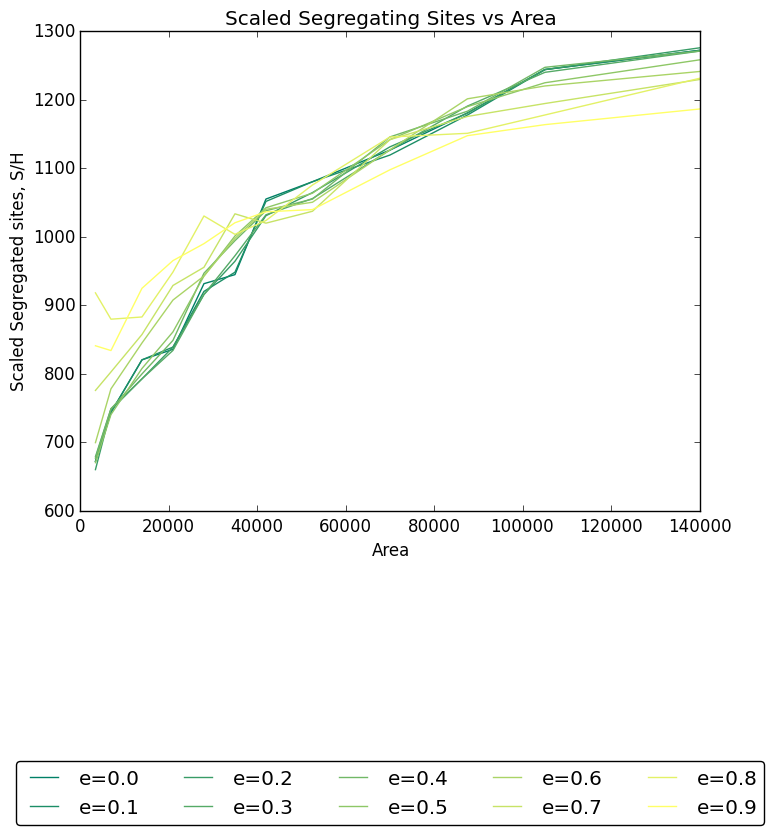 Scaled Segregating Sites vs Area
1300
1200
1100
1000
900
800
700
600
Scaled Segregated sites, S/H
0 20000 40000 60000 80000 100000 120000 140000
Area
e=0.0 e=0.2 e=0.4 e=0.6 e=0.8
e=0.1 e=0.3 e=0.5 e=0.7 e=0.9